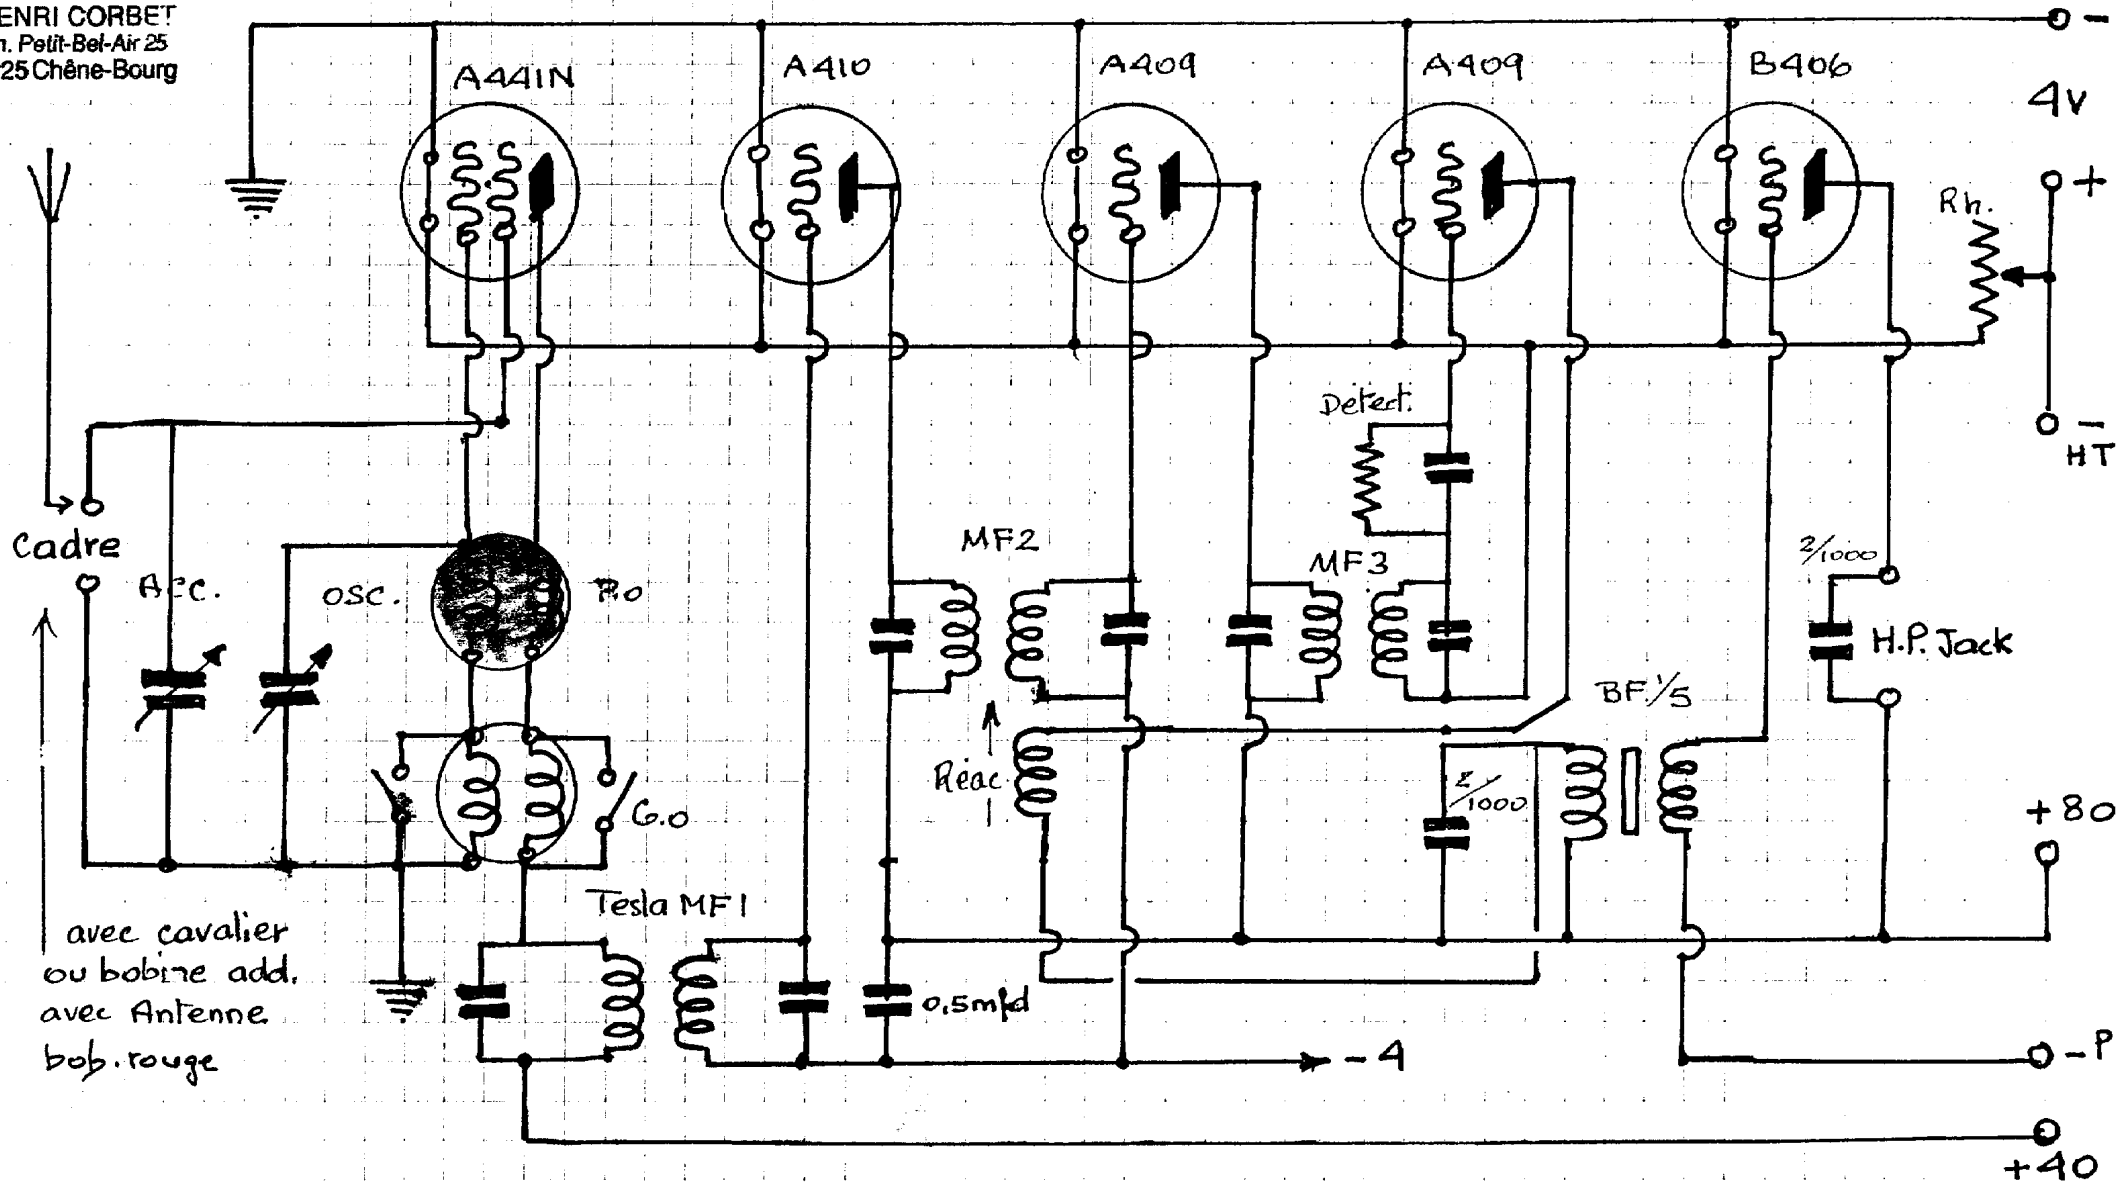 ENRI CORBET
n. Petit-Bel-Air 25
25 Chêne-Bourg
A441N
A410
A409
A409
B406
-
4V
+
Rh.
-
HT
Detect.
Cadre
Acc.
OSC.
P.O
MF2
MF3
2/1000
H.P. Jack
BF 1/5
Réac
2/1000
G.O
+80
Tesla MF1
avec cavalier
ou bobine add.
avec Antenne
bob. rouge
0,5mfd
-4
-P
+40